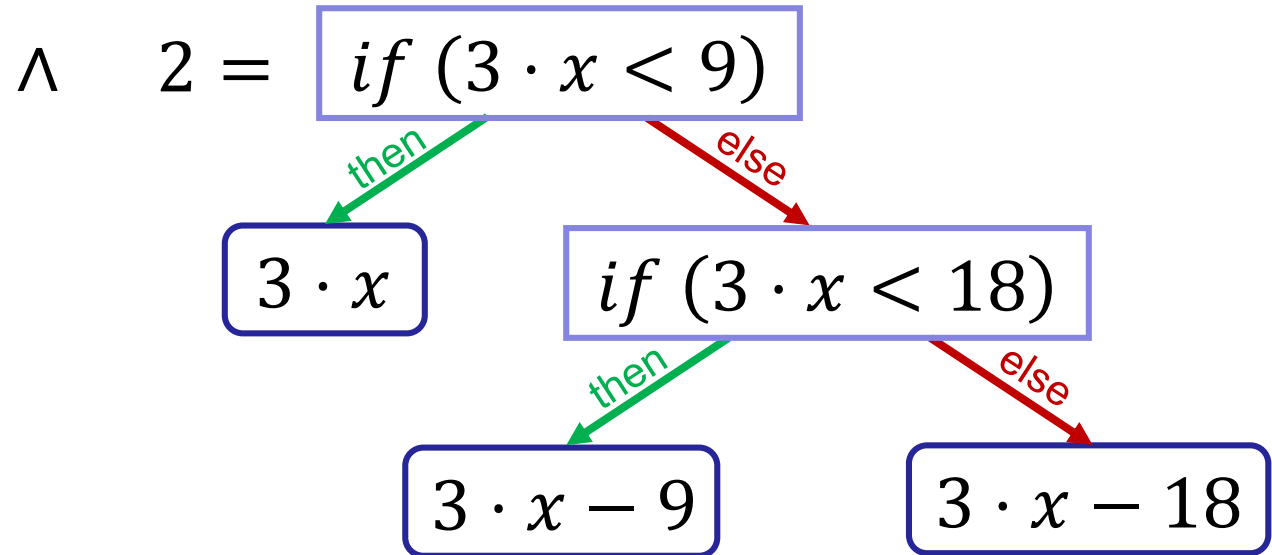 ∧ 2 = if (3 · x < 9)
then else
3 · x if (3 · x < 18)
then else
3 · x − 9 3 · x − 18